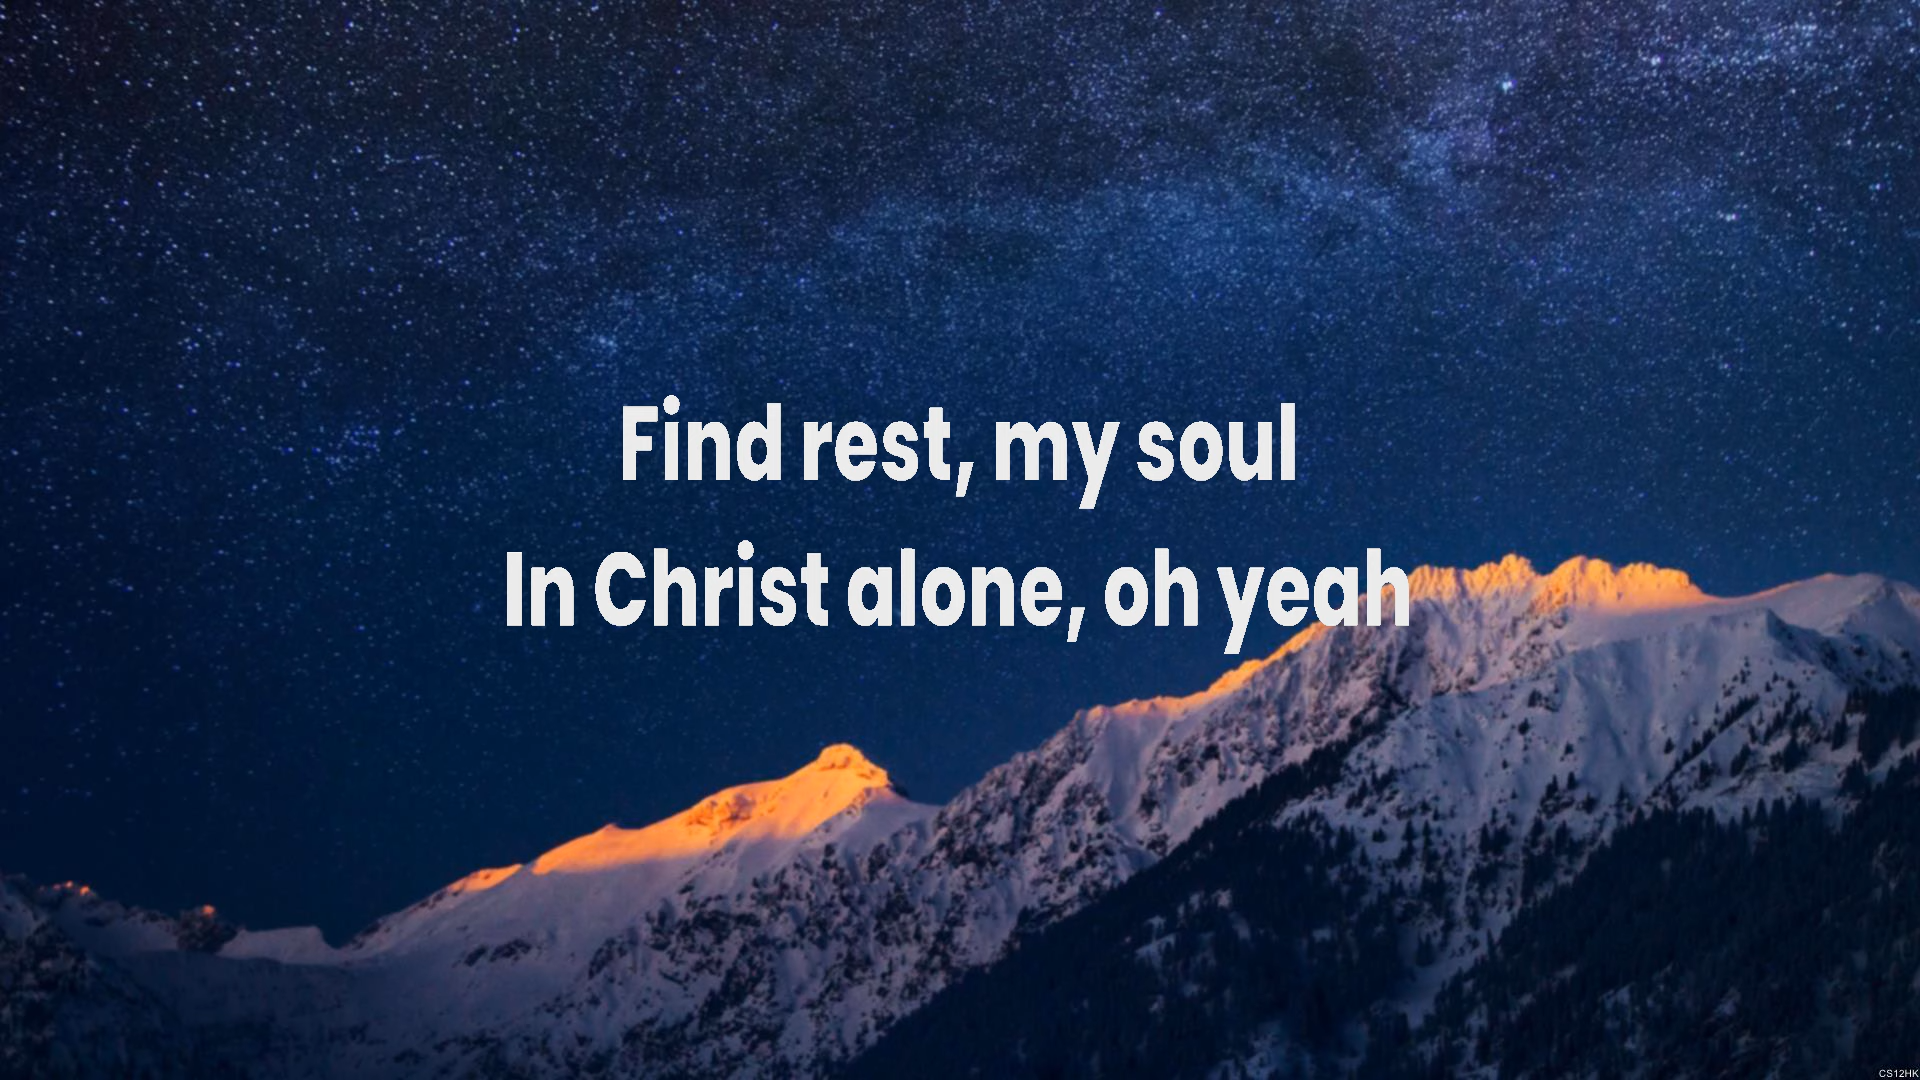 Find rest, my soul
In Christ alone, oh yeah
CS12HK